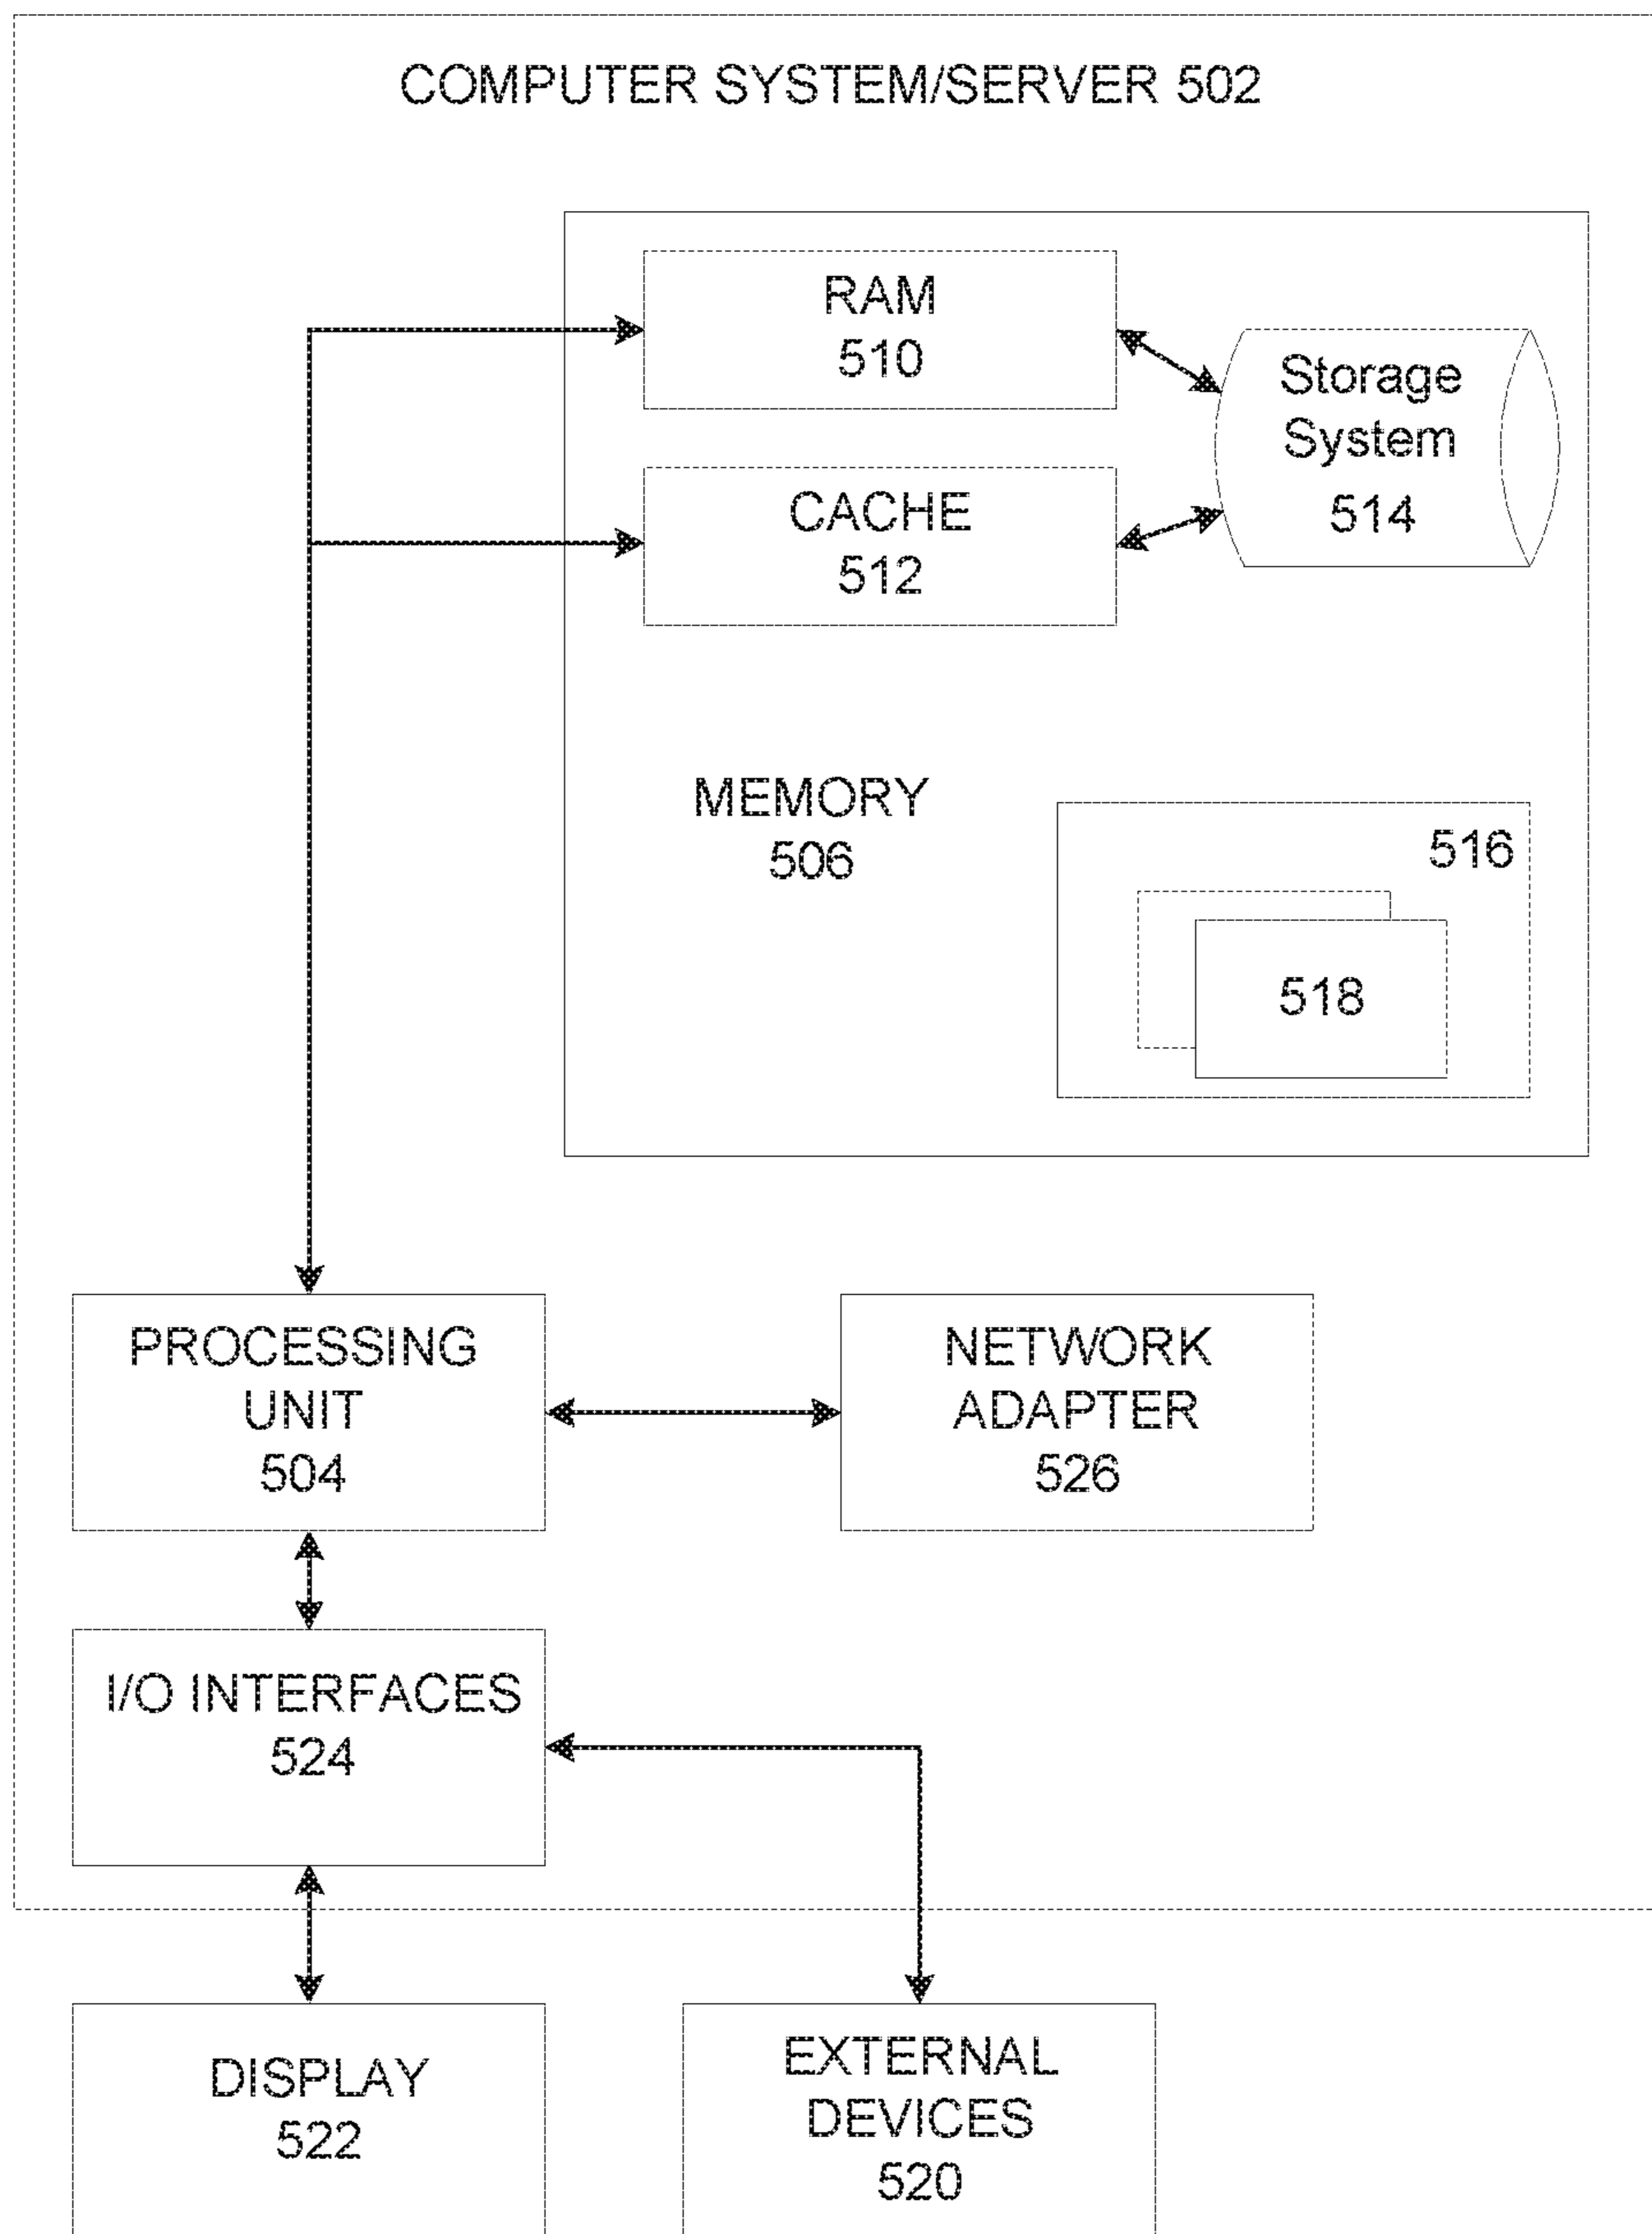 COMPUTER SYSTEM/SERVER 502
RAM
510
Storage
System
514
CACHE
512
MEMORY
506
516
518
PROCESSING
UNIT
504
NETWORK
ADAPTER
526
I/O INTERFACES
524
DISPLAY
522
EXTERNAL
DEVICES
520